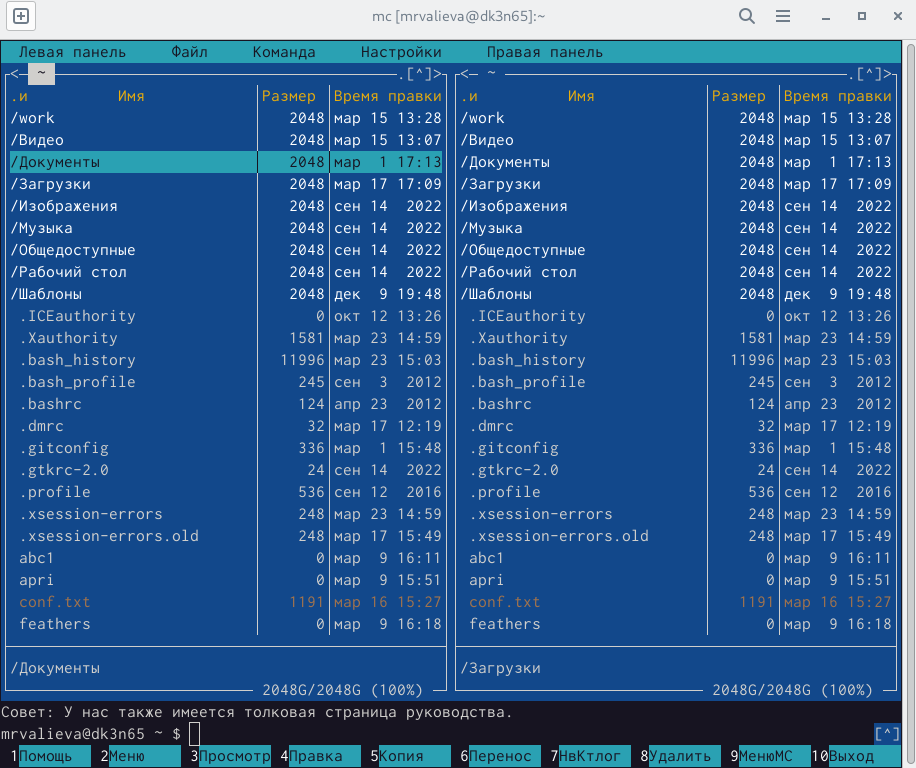 mc [mrvalieva@dk3n65]:~
Левая панель Файл Команда Настройки Правая панель
<— ~ .[^]> <— ~ .[^]>
.и Имя Размер Время правки .и Имя Размер Время правки
/work 2048 мар 15 13:28 /work 2048 мар 15 13:28
/Видео 2048 мар 15 13:07 /Видео 2048 мар 15 13:07
/Документы 2048 мар 1 17:13 /Документы 2048 мар 1 17:13
/Загрузки 2048 мар 17 17:09 /Загрузки 2048 мар 17 17:09
/Изображения 2048 сен 14 2022 /Изображения 2048 сен 14 2022
/Музыка 2048 сен 14 2022 /Музыка 2048 сен 14 2022
/Общедоступные 2048 сен 14 2022 /Общедоступные 2048 сен 14 2022
/Рабочий стол 2048 сен 14 2022 /Рабочий стол 2048 сен 14 2022
/Шаблоны 2048 дек 9 19:48 /Шаблоны 2048 дек 9 19:48
.ICEauthority 0 окт 12 13:26 .ICEauthority 0 окт 12 13:26
.Xauthority 1581 мар 23 14:59 .Xauthority 1581 мар 23 14:59
.bash_history 11996 мар 23 15:03 .bash_history 11996 мар 23 15:03
.bash_profile 245 сен 3 2012 .bash_profile 245 сен 3 2012
.bashrc 124 апр 23 2012 .bashrc 124 апр 23 2012
.dmrc 32 мар 17 12:19 .dmrc 32 мар 17 12:19
.gitconfig 336 мар 1 15:48 .gitconfig 336 мар 1 15:48
.gtkrc-2.0 24 сен 14 2022 .gtkrc-2.0 24 сен 14 2022
.profile 536 сен 12 2016 .profile 536 сен 12 2016
.xsession-errors 248 мар 23 14:59 .xsession-errors 248 мар 23 14:59
.xsession-errors.old 248 мар 17 15:49 .xsession-errors.old 248 мар 17 15:49
abc1 0 мар 9 16:11 abc1 0 мар 9 16:11
apri 0 мар 9 15:51 apri 0 мар 9 15:51
conf.txt 1191 мар 16 15:27 conf.txt 1191 мар 16 15:27
feathers 0 мар 9 16:18 feathers 0 мар 9 16:18
/Документы /Загрузки
2048G/2048G (100%) 2048G/2048G (100%)
Совет: У нас также имеется толковая страница руководства.
mrvalieva@dk3n65 ~ $ [^]
1Помощь 2Меню 3Просмотр 4Правка 5Копия 6Перенос 7НвКтлог 8Удалить 9МенюМС 10Выход